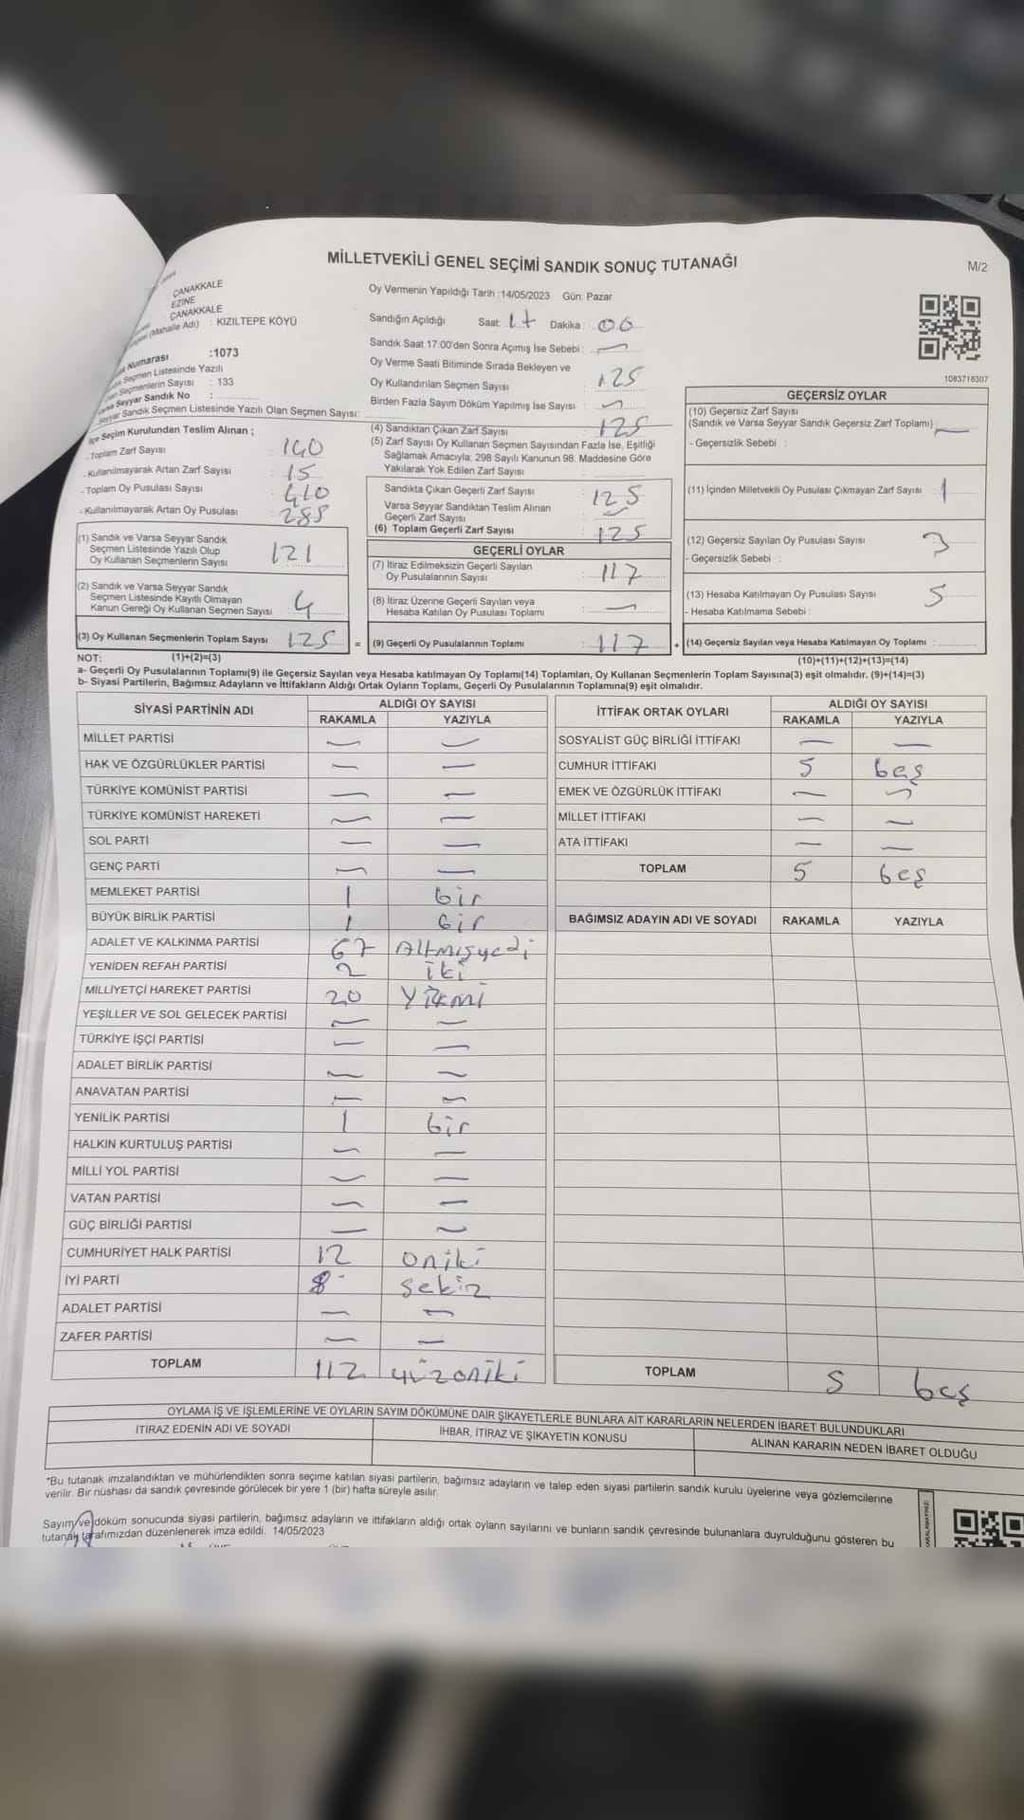 MİLLETVEKİLİ GENEL SEÇİMİ SANDIK SONUÇ TUTANAĞI
M/2
ÇANAKKALE
EZİNE
ÇANAKKALE
(Mahalle Adı) : KIZILTEPE KÖYÜ
Numarası :1073
Seçmen Listesinde Yazılı
Seçmenlerin Sayısı : 133
Varsa Seyyar Sandık No :
Seyyar Sandık Seçmen Listesinde Yazılı Olan Seçmen Sayısı:
Oy Vermenin Yapıldığı Tarih :14/05/2023 Gün: Pazar
Sandığın Açıldığı Saat: 17 Dakika : 00
Sandık Saat 17:00'den Sonra Açımış İse Sebebi : —
Oy Verme Saati Bitiminde Sırada Bekleyen ve
Oy Kullandırılan Seçmen Sayısı 125
Birden Fazla Sayım Döküm Yapılmış İse Sayısı —
1083716307
İlçe Seçim Kurulundan Teslim Alınan ;
- Toplam Zarf Sayısı 140
- Kullanılmayarak Artan Zarf Sayısı 15
- Toplam Oy Pusulası Sayısı 410
- Kullanılmayarak Artan Oy Pusulası 285
(1) Sandık ve Varsa Seyyar Sandık
Seçmen Listesinde Yazılı Olup
Oy Kullanan Seçmenlerin Sayısı 121
(2) Sandık ve Varsa Seyyar Sandık
Seçmen Listesinde Kayıtlı Olmayan
Kanun Gereği Oy Kullanan Seçmen Sayısı 4
(3) Oy Kullanan Seçmenlerin Toplam Sayısı 125 =
(4) Sandıktan Çıkan Zarf Sayısı 125
(5) Zarf Sayısı Oy Kullanan Seçmen Sayısından Fazla İse, Eşitliği
Sağlamak Amacıyla; 298 Sayılı Kanunun 98. Maddesine Göre
Yakılarak Yok Edilen Zarf Sayısı
Sandıkta Çıkan Geçerli Zarf Sayısı 125
Varsa Seyyar Sandıktan Teslim Alınan
Geçerli Zarf Sayısı —
(6) Toplam Geçerli Zarf Sayısı 125
GEÇERLİ OYLAR
(7) İtiraz Edilmeksizin Geçerli Sayılan
Oy Pusulalarının Sayısı 117
(8) İtiraz Üzerine Geçerli Sayılan veya
Hesaba Katılan Oy Pusulası Toplamı —
(9) Geçerli Oy Pusulalarının Toplamı 117 +
GEÇERSİZ OYLAR
(10) Geçersiz Zarf Sayısı
(Sandık ve Varsa Seyyar Sandık Geçersiz Zarf Toplamı) —
- Geçersizlik Sebebi :
(11) İçinden Milletvekili Oy Pusulası Çıkmayan Zarf Sayısı 1
(12) Geçersiz Sayılan Oy Pusulası Sayısı 3
- Geçersizlik Sebebi :
(13) Hesaba Katılmayan Oy Pusulası Sayısı 5
- Hesaba Katılmama Sebebi :
(14) Geçersiz Sayılan veya Hesaba Katılmayan Oy Toplamı :
NOT: (1)+(2)=(3) (10)+(11)+(12)+(13)=(14)
a- Geçerli Oy Pusulalarının Toplamı(9) ile Geçersiz Sayılan veya Hesaba katılmayan Oy Toplamı(14) Toplamları, Oy Kullanan Seçmenlerin Toplam Sayısına(3) eşit olmalıdır. (9)+(14)=(3)
b- Siyasi Partilerin, Bağımsız Adayların ve İttifakların Aldığı Ortak Oyların Toplamı, Geçerli Oy Pusulalarının Toplamına(9) eşit olmalıdır.
SİYASİ PARTİNİN ADI ALDIĞI OY SAYISI
RAKAMLA YAZIYLA
MİLLET PARTİSİ — —
HAK VE ÖZGÜRLÜKLER PARTİSİ — —
TÜRKİYE KOMÜNİST PARTİSİ — —
TÜRKİYE KOMÜNİST HAREKETİ — —
SOL PARTİ — —
GENÇ PARTİ — —
MEMLEKET PARTİSİ 1 bir
BÜYÜK BİRLİK PARTİSİ 1 bir
ADALET VE KALKINMA PARTİSİ 67 Altmışyedi
YENİDEN REFAH PARTİSİ 2 iki
MİLLİYETÇİ HAREKET PARTİSİ 20 Yirmi
YEŞİLLER VE SOL GELECEK PARTİSİ — —
TÜRKİYE İŞÇİ PARTİSİ — —
ADALET BİRLİK PARTİSİ — —
ANAVATAN PARTİSİ — —
YENİLİK PARTİSİ 1 bir
HALKIN KURTULUŞ PARTİSİ — —
MİLLİ YOL PARTİSİ — —
VATAN PARTİSİ — —
GÜÇ BİRLİĞİ PARTİSİ — —
CUMHURİYET HALK PARTİSİ 12 oniki
İYİ PARTİ 8 sekiz
ADALET PARTİSİ — —
ZAFER PARTİSİ — —
TOPLAM 112 yüzoniki
İTTİFAK ORTAK OYLARI ALDIĞI OY SAYISI
RAKAMLA YAZIYLA
SOSYALİST GÜÇ BİRLİĞİ İTTİFAKI — —
CUMHUR İTTİFAKI 5 beş
EMEK VE ÖZGÜRLÜK İTTİFAKI — —
MİLLET İTTİFAKI — —
ATA İTTİFAKI — —
TOPLAM 5 beş
BAĞIMSIZ ADAYIN ADI VE SOYADI RAKAMLA YAZIYLA
TOPLAM 5 beş
OYLAMA İŞ VE İŞLEMLERİNE VE OYLARIN SAYIM DÖKÜMÜNE DAİR ŞİKAYETLERLE BUNLARA AİT KARARLARIN NELERDEN İBARET BULUNDUKLARI
İTİRAZ EDENİN ADI VE SOYADI İHBAR, İTİRAZ VE ŞİKAYETİN KONUSU ALINAN KARARIN NEDEN İBARET OLDUĞU
*Bu tutanak imzalandıktan ve mühürlendikten sonra seçime katılan siyasi partilerin, bağımsız adayların ve talep eden siyasi partilerin sandık kurulu üyelerine veya gözlemcilerine
verilir. Bir nüshası da sandık çevresinde görülecek bir yere 1 (bir) hafta süreyle asılır.
Sayım ve döküm sonucunda siyasi partilerin, bağımsız adayların ve ittifakların aldığı ortak oyların sayılarını ve bunların sandık çevresinde bulunanlara duyrulduğunu gösteren bu
tutanak tarafımızdan düzenlenerek imza edildi. 14/05/2023